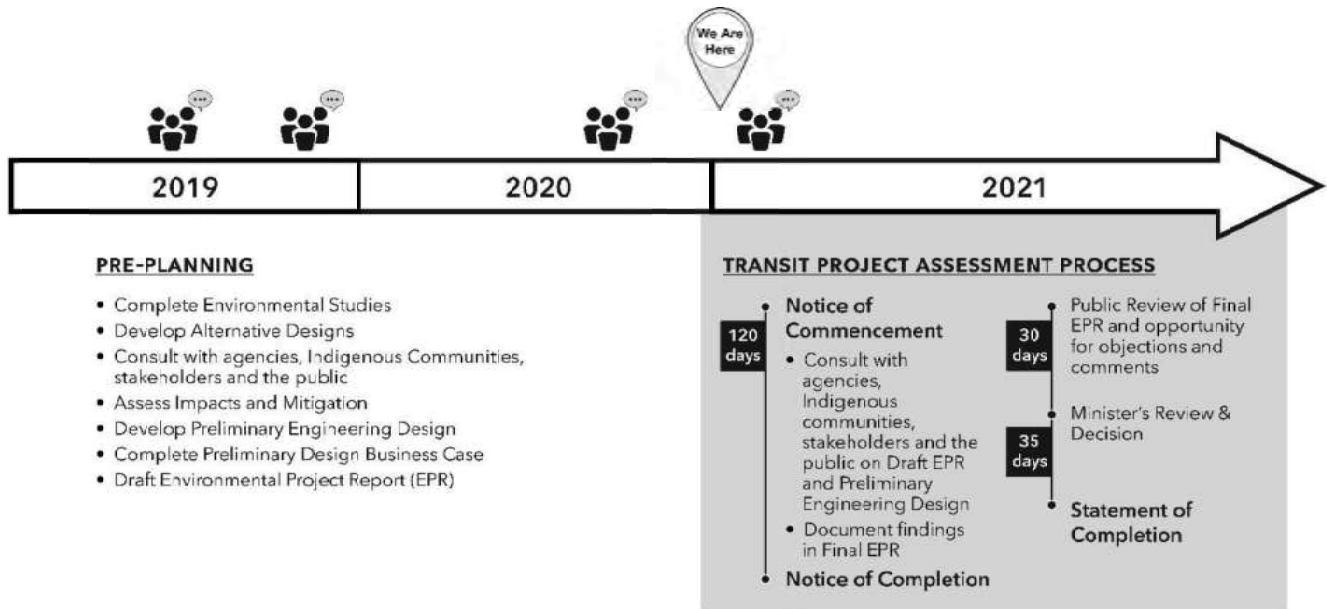 We Are
Here
2019
2020
2021
PRE-PLANNING
• Complete Environmental Studies
• Develop Alternative Designs
• Consult with agencies, Indigenous Communities,
stakeholders and the public
• Assess Impacts and Mitigation
• Develop Preliminary Engineering Design
• Complete Preliminary Design Business Case
• Draft Environmental Project Report (EPR)
TRANSIT PROJECT ASSESSMENT PROCESS
120
days
Notice of
Commencement
• Consult with
agencies,
Indigenous
communities,
stakeholders and the
public on Draft EPR
and Preliminary
Engineering Design
• Document findings
in Final EPR
Notice of Completion
30
days
Public Review of Final
EPR and opportunity
for objections and
comments
35
days
Minister's Review &
Decision
Statement of
Completion